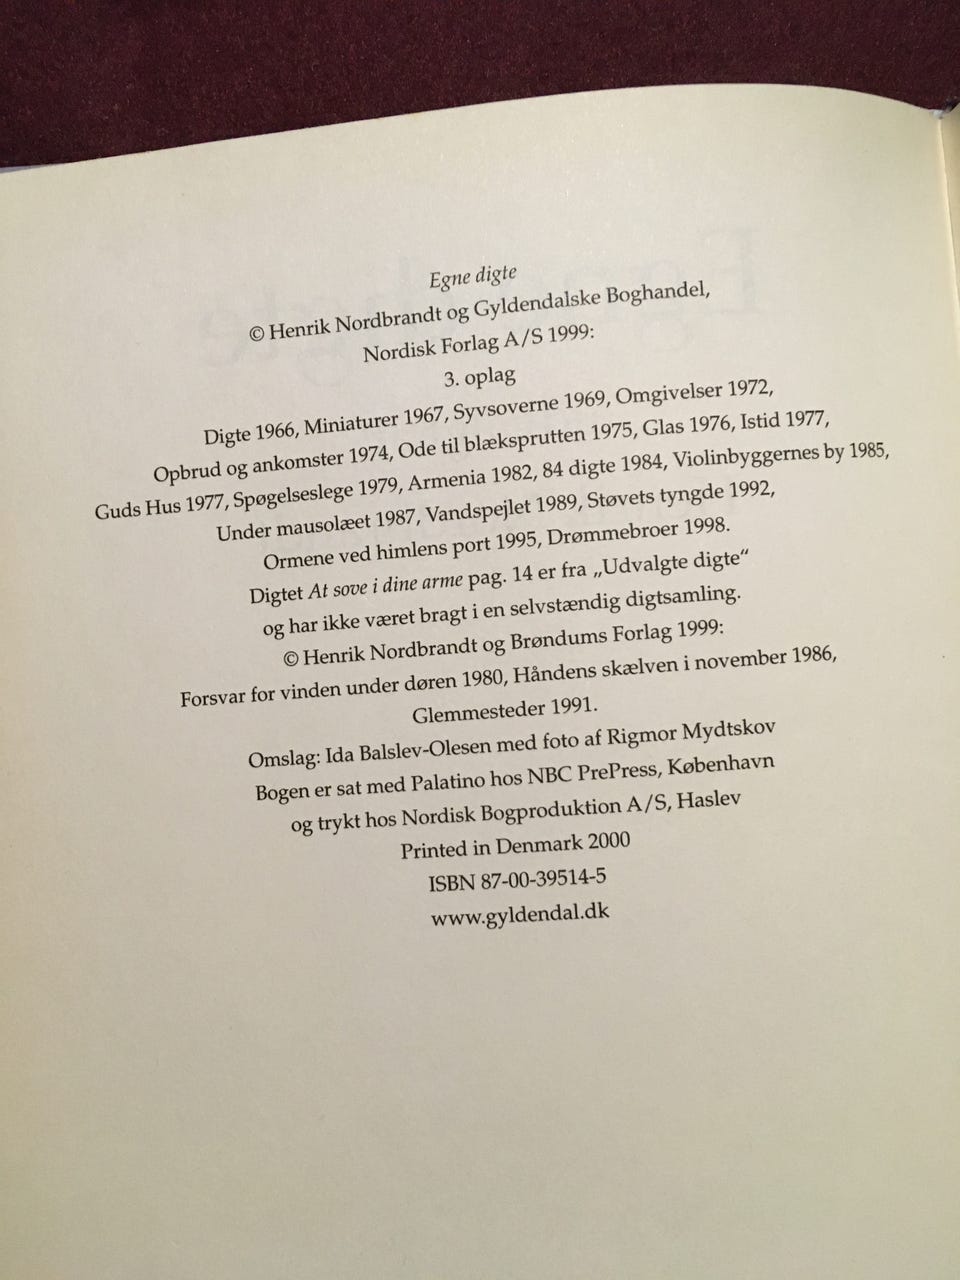 Egne digte
© Henrik Nordbrandt og Gyldendalske Boghandel,
Nordisk Forlag A/S 1999:
3. oplag
Digte 1966, Miniaturer 1967, Syvsoverne 1969, Omgivelser 1972,
Opbrud og ankomster 1974, Ode til blæksprutten 1975, Glas 1976, Istid 1977,
Guds Hus 1977, Spøgelseslege 1979, Armenia 1982, 84 digte 1984, Violinbyggernes by 1985,
Under mausolæet 1987, Vandspejlet 1989, Støvets tyngde 1992,
Ormene ved himlens port 1995, Drømmebroer 1998.
Digtet At sove i dine arme pag. 14 er fra „Udvalgte digte“
og har ikke været bragt i en selvstændig digtsamling.
© Henrik Nordbrandt og Brøndums Forlag 1999:
Forsvar for vinden under døren 1980, Håndens skælven i november 1986,
Glemmesteder 1991.
Omslag: Ida Balslev-Olesen med foto af Rigmor Mydtskov
Bogen er sat med Palatino hos NBC PrePress, København
og trykt hos Nordisk Bogproduktion A/S, Haslev
Printed in Denmark 2000
ISBN 87-00-39514-5
www.gyldendal.dk